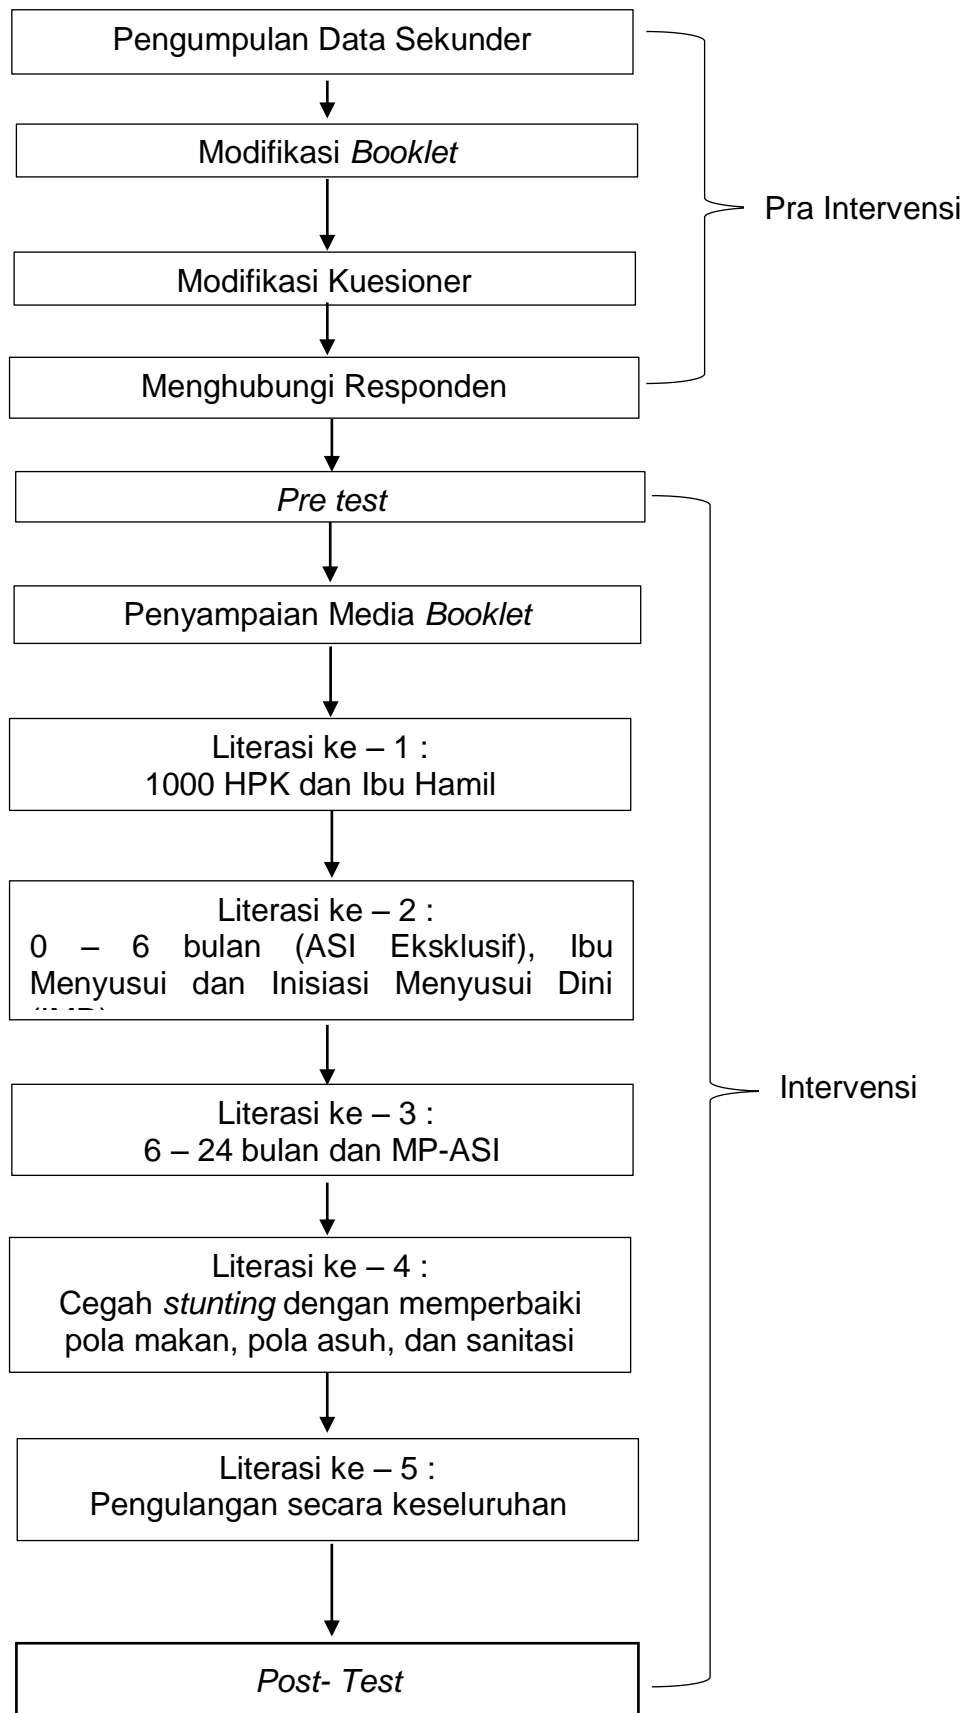 Pengumpulan Data Sekunder
Modifikasi Booklet
Pra Intervensi
Modifikasi Kuesioner
Menghubungi Responden
Pre test
Penyampaian Media Booklet
Literasi ke – 1 :
1000 HPK dan Ibu Hamil
Literasi ke – 2 :
0 – 6 bulan (ASI Eksklusif), Ibu
Menyusui dan Inisiasi Menyusui Dini
Intervensi
Literasi ke – 3 :
6 – 24 bulan dan MP-ASI
Literasi ke – 4 :
Cegah stunting dengan memperbaiki
pola makan, pola asuh, dan sanitasi
Literasi ke – 5 :
Pengulangan secara keseluruhan
Post- Test